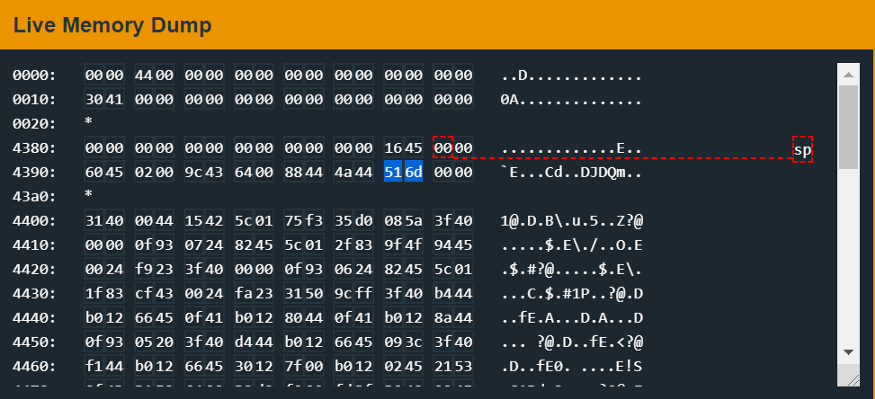 Live Memory Dump
0000: 0000 4400 0000 0000 0000 0000 0000 0000 ..D.............
0010: 3041 0000 0000 0000 0000 0000 0000 0000 0A..............
0020: *
4380: 0000 0000 0000 0000 0000 0000 1645 0000 .............E.. sp
4390: 6045 0200 9c43 6400 8844 4a44 516d 0000 `E...Cd..DJDQm..
43a0: *
4400: 3140 0044 1542 5c01 75f3 35d0 085a 3f40 1@.D.B\.u.5..Z?@
4410: 0000 0f93 0724 8245 5c01 2f83 9f4f 9445 .....$.E\./..O.E
4420: 0024 f923 3f40 0000 0f93 0624 8245 5c01 .$.#?@.....$.E\.
4430: 1f83 cf43 0024 fa23 3150 9cff 3f40 b444 ...C.$.#1P..?@.D
4440: b012 6645 0f41 b012 8044 0f41 b012 8a44 ..fE.A...D.A...D
4450: 0f93 0520 3f40 d444 b012 6645 093c 3f40 ... ?@.D..fE.<?@
4460: f144 b012 6645 3012 7f00 b012 0245 2153 .D..fE0. ....E!S